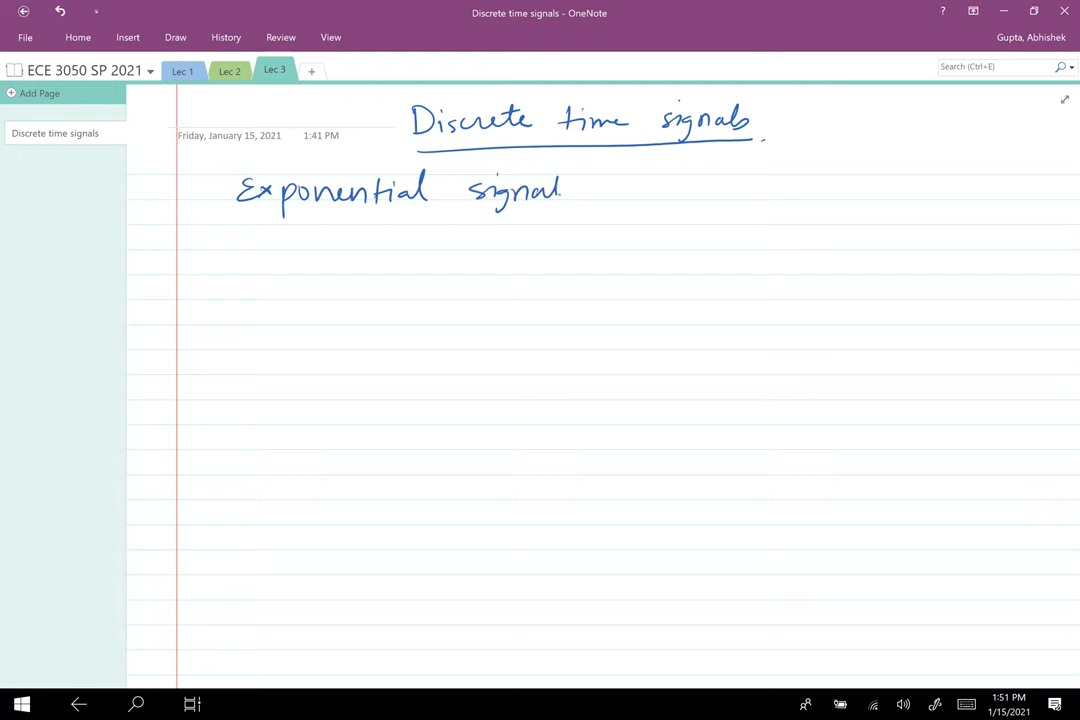 Discrete time signals - OneNote
File Home Insert Draw History Review View
Gupta, Abhishek
ECE 3050 SP 2021
Lec 1
Lec 2
Lec 3
Search (Ctrl+E)
Add Page
Discrete time signals
Friday, January 15, 2021 1:41 PM
Discrete time signals
Exponential signal
1:51 PM
1/15/2021